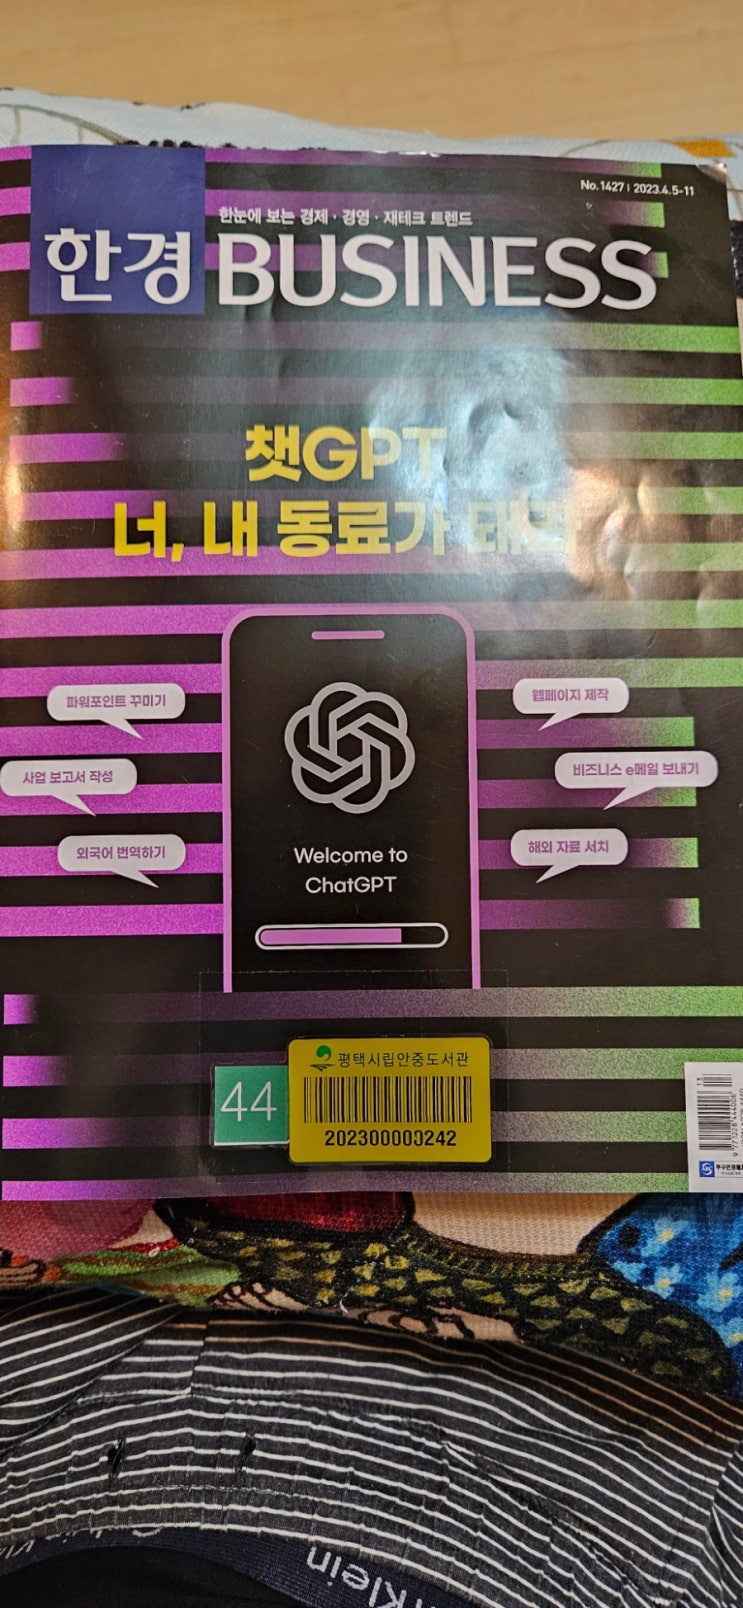 No.1427 | 2023.4.5-11
한눈에 보는 경제 · 경영 · 재테크 트렌드
한경 BUSINESS
챗GPT
너, 내 동료가 돼라
파워포인트 꾸미기
웹페이지 제작
사업 보고서 작성
비즈니스 e메일 보내기
외국어 번역하기
해외 자료 서치
Welcome to
ChatGPT
44
평택시립안중도서관
202300000242
13
Klein